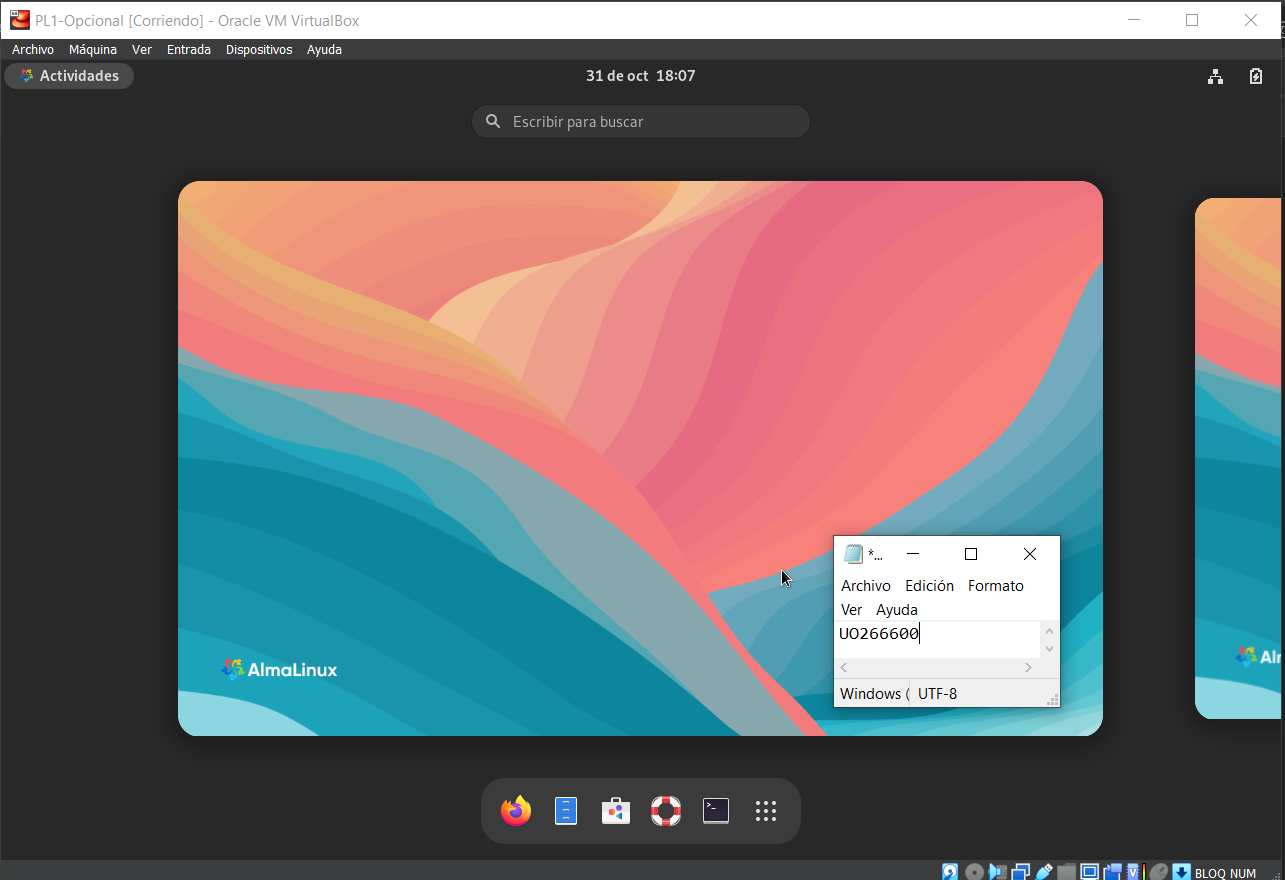 PL1-Opcional [Corriendo] - Oracle VM VirtualBox
Archivo Máquina Ver Entrada Dispositivos Ayuda
Actividades
31 de oct 18:07
Escribir para buscar
AlmaLinux
*...
Archivo Edición Formato
Ver Ayuda
UO266600
Windows (
UTF-8
Al
BLOQ NUM